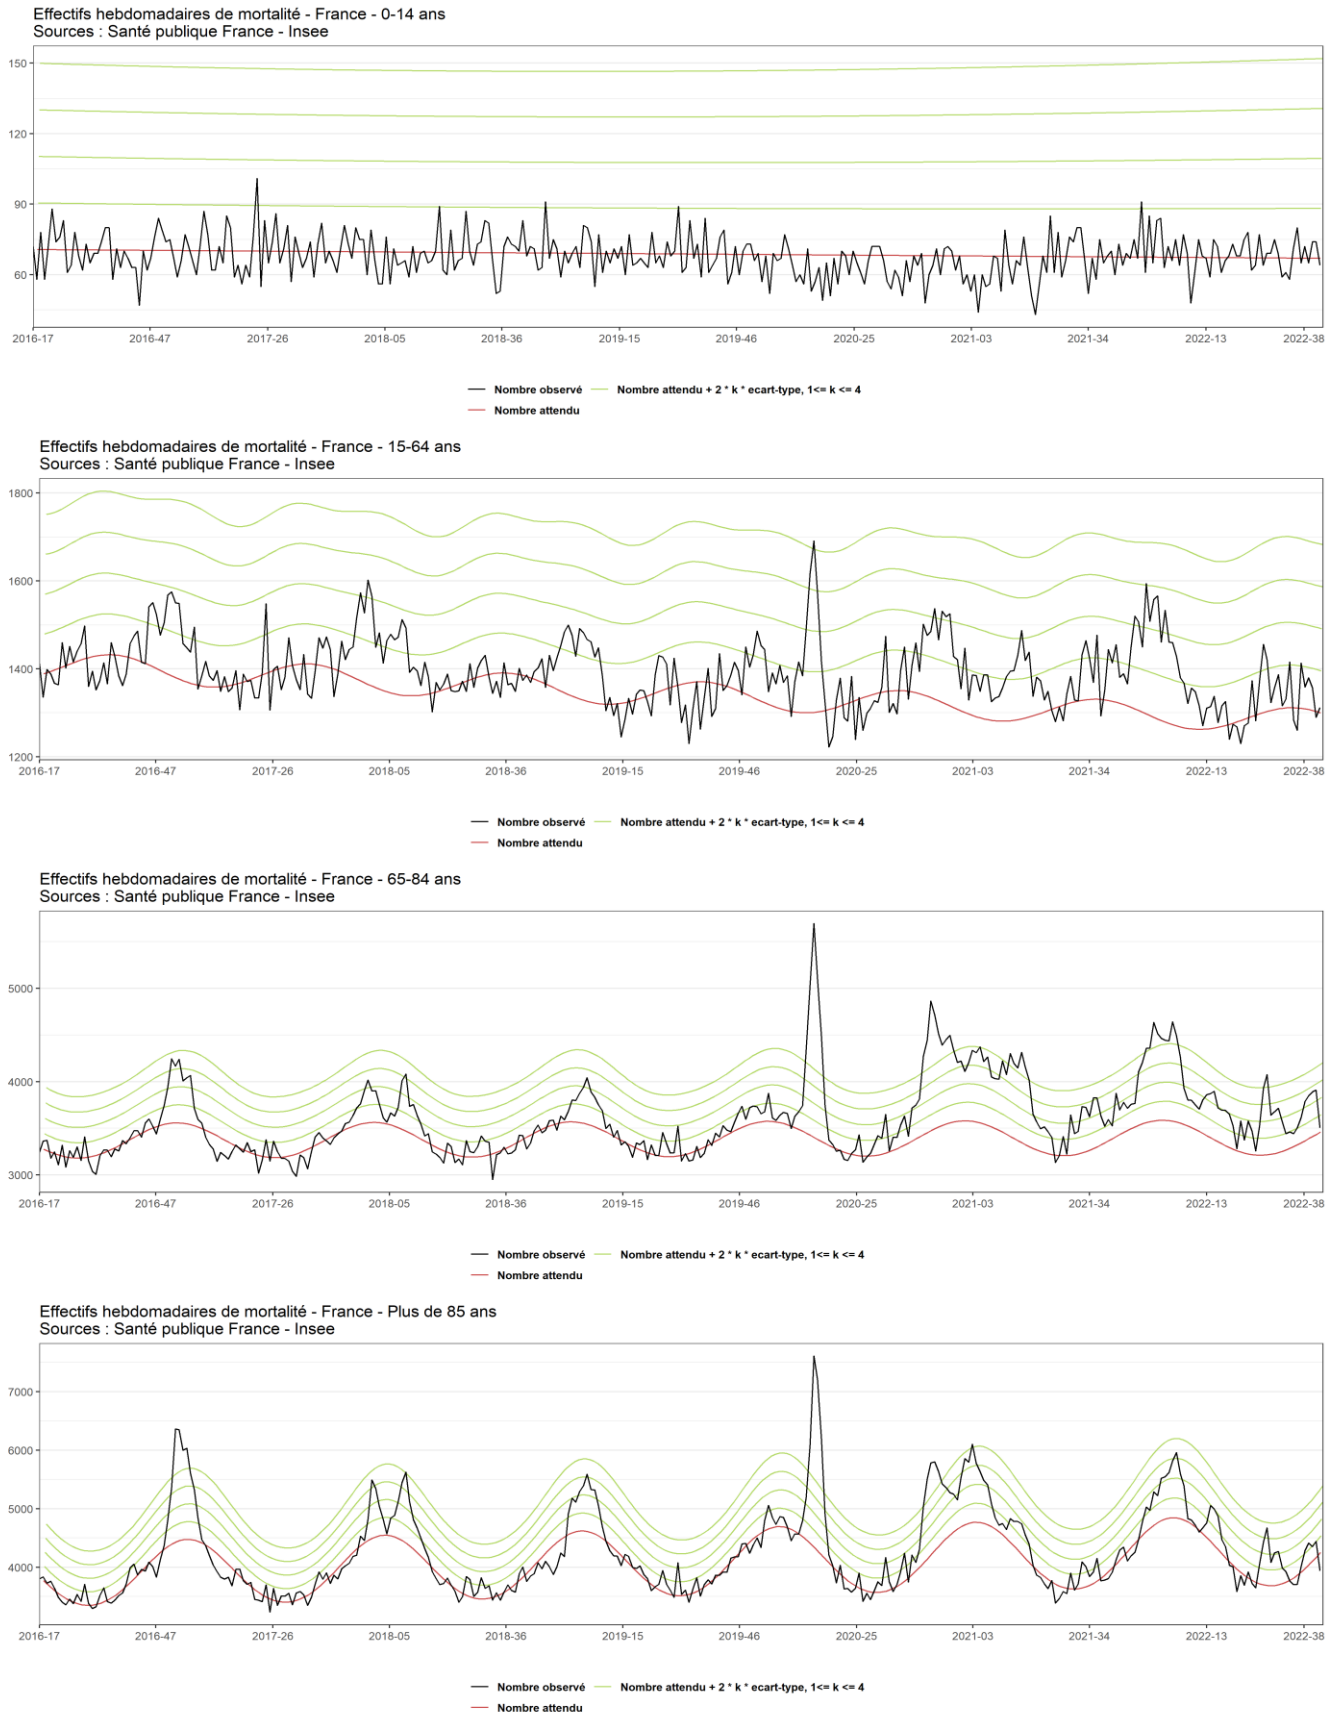 Effectifs hebdomadaires de mortalité - France - 0-14 ans
Sources : Santé publique France - Insee
150
120
90
60
2016-17 2016-47 2017-26 2018-05 2018-36 2019-15 2019-46 2020-25 2021-03 2021-34 2022-13 2022-38
Nombre observé Nombre attendu + 2 * k * ecart-type, 1<= k <= 4
Nombre attendu
Effectifs hebdomadaires de mortalité - France - 15-64 ans
Sources : Santé publique France - Insee
1800
1600
1400
1200
2016-17 2016-47 2017-26 2018-05 2018-36 2019-15 2019-46 2020-25 2021-03 2021-34 2022-13 2022-38
Nombre observé Nombre attendu + 2 * k * ecart-type, 1<= k <= 4
Nombre attendu
Effectifs hebdomadaires de mortalité - France - 65-84 ans
Sources : Santé publique France - Insee
5000
4000
3000
2016-17 2016-47 2017-26 2018-05 2018-36 2019-15 2019-46 2020-25 2021-03 2021-34 2022-13 2022-38
Nombre observé Nombre attendu + 2 * k * ecart-type, 1<= k <= 4
Nombre attendu
Effectifs hebdomadaires de mortalité - France - Plus de 85 ans
Sources : Santé publique France - Insee
7000
6000
5000
4000
2016-17 2016-47 2017-26 2018-05 2018-36 2019-15 2019-46 2020-25 2021-03 2021-34 2022-13 2022-38
Nombre observé Nombre attendu + 2 * k * ecart-type, 1<= k <= 4
Nombre attendu